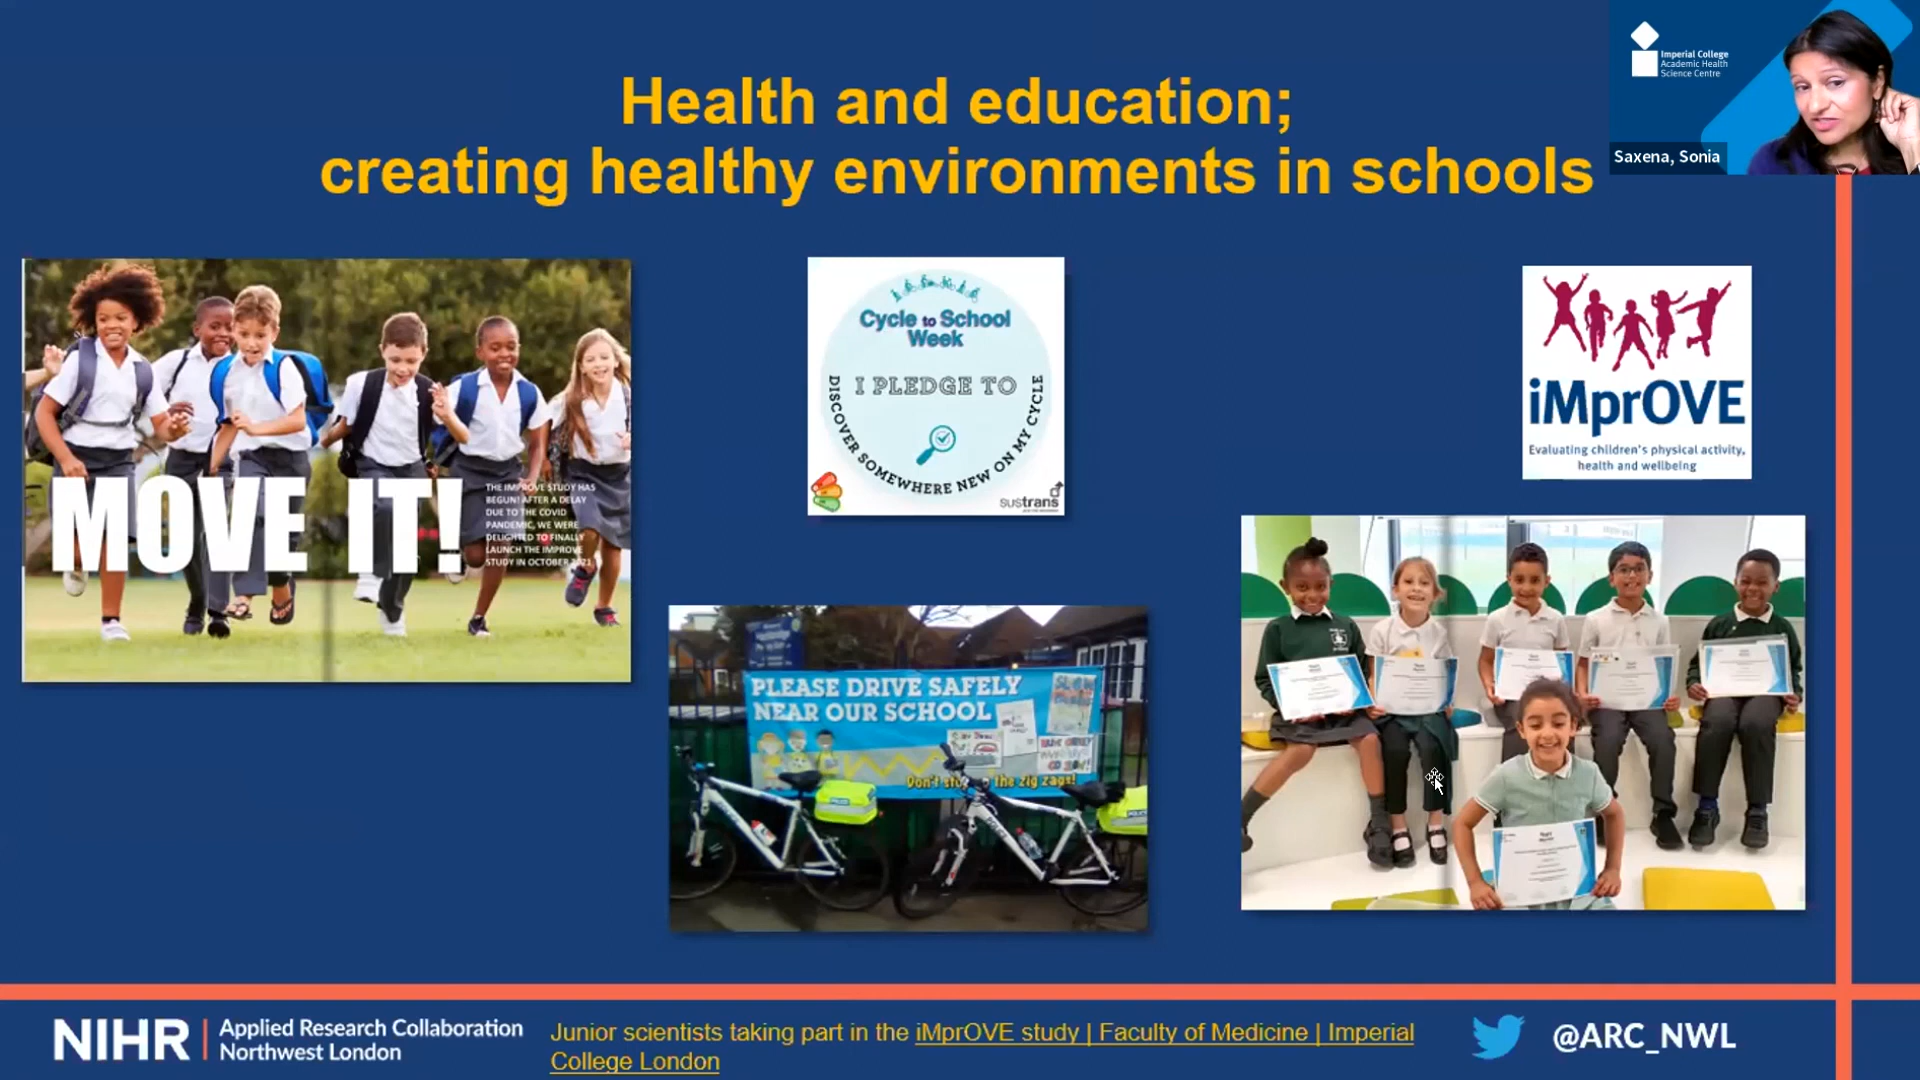 Health and education;
creating healthy environments in schools
Imperial College
Academic Health
Science Centre
Saxena, Sonia
MOVE IT!
THE IMPROVE STUDY HAS
BEGUN! AFTER A DELAY
DUE TO THE COVID
PANDEMIC, WE WERE
DELIGHTED TO FINALLY
LAUNCH THE IMPROVE
STUDY IN OCTOBER 2021
Cycle to School
Week
I PLEDGE TO
DISCOVER SOMEWHERE NEW ON MY CYCLE
sustrans
iMprOVE
Evaluating children's physical activity,
health and wellbeing
PLEASE DRIVE SAFELY
NEAR OUR SCHOOL
Don't
the zig zags!
NIHR
Applied Research Collaboration
Northwest London
Junior scientists taking part in the iMprOVE study | Faculty of Medicine | Imperial
College London
@ARC_NWL